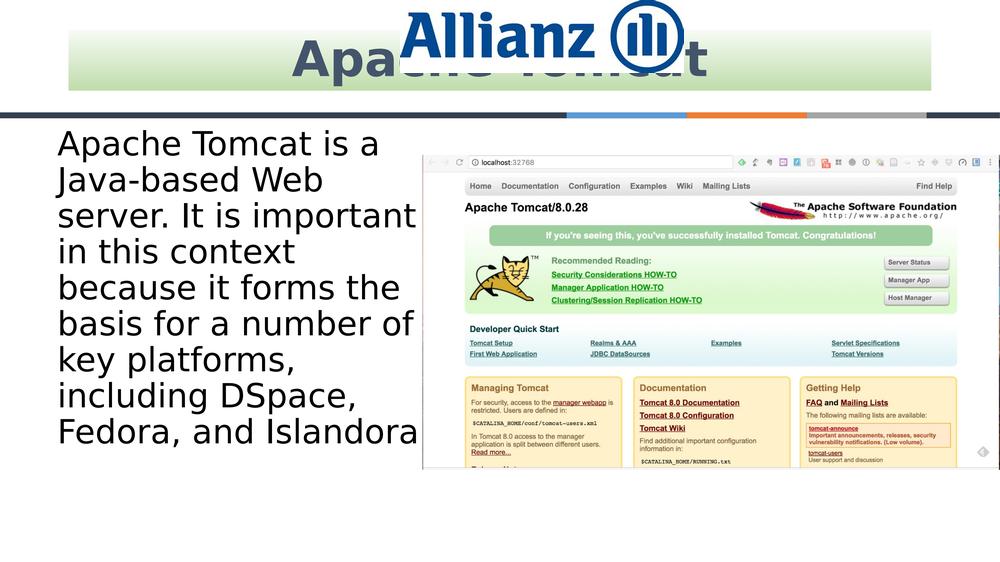 Allianz
Apache Tomcat
Apache Tomcat is a
Java-based Web
server. It is important
in this context
because it forms the
basis for a number of
key platforms,
including DSpace,
Fedora, and Islandora
localhost:32768
Home Documentation Configuration Examples Wiki Mailing Lists Find Help
Apache Tomcat/8.0.28
The Apache Software Foundation
http://www.apache.org/
If you're seeing this, you've successfully installed Tomcat. Congratulations!
TM
Recommended Reading:
Security Considerations HOW-TO
Manager Application HOW-TO
Clustering/Session Replication HOW-TO
Server Status
Manager App
Host Manager
Developer Quick Start
Tomcat Setup
First Web Application
Realms & AAA
JDBC DataSources
Examples
Servlet Specifications
Tomcat Versions
Managing Tomcat
For security, access to the manager webapp is
restricted. Users are defined in:
$CATALINA_HOME/conf/tomcat-users.xml
In Tomcat 8.0 access to the manager
application is split between different users.
Read more...
Documentation
Tomcat 8.0 Documentation
Tomcat 8.0 Configuration
Tomcat Wiki
Find additional important configuration
information in:
$CATALINA_HOME/RUNNING.txt
Getting Help
FAQ and Mailing Lists
The following mailing lists are available:
tomcat-announce
Important announcements, releases, security
vulnerability notifications. (Low volume).
tomcat-users
User support and discussion